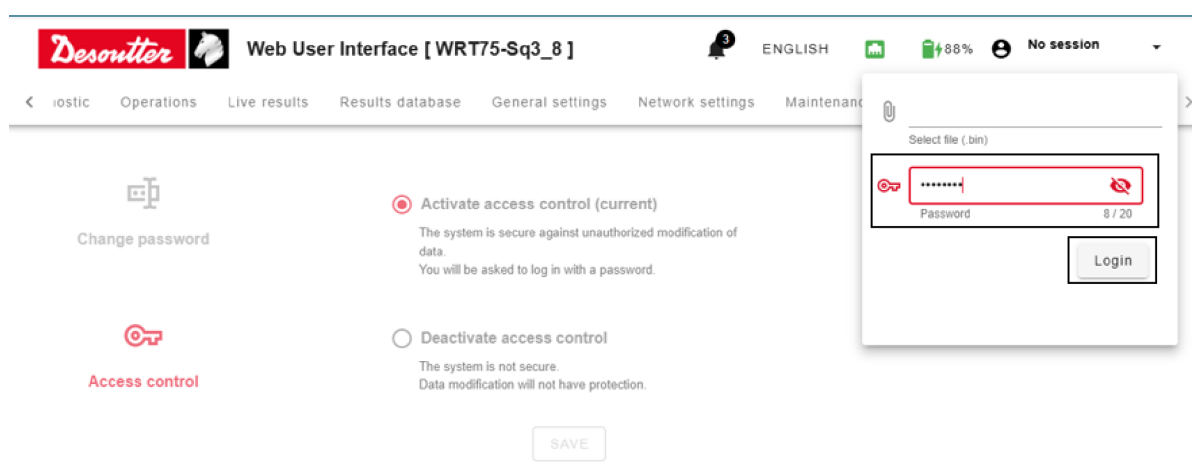 Desoutter Web User Interface [ WRT75-Sq3_8 ] 3 ENGLISH 88% No session
iostic Operations Live results Results database General settings Network settings Maintenanc
Select file (.bin)
••••••••
Password 8 / 20
Login
Change password
Activate access control (current)
The system is secure against unauthorized modification of
data.
You will be asked to log in with a password.
Access control
Deactivate access control
The system is not secure.
Data modification will not have protection.
SAVE